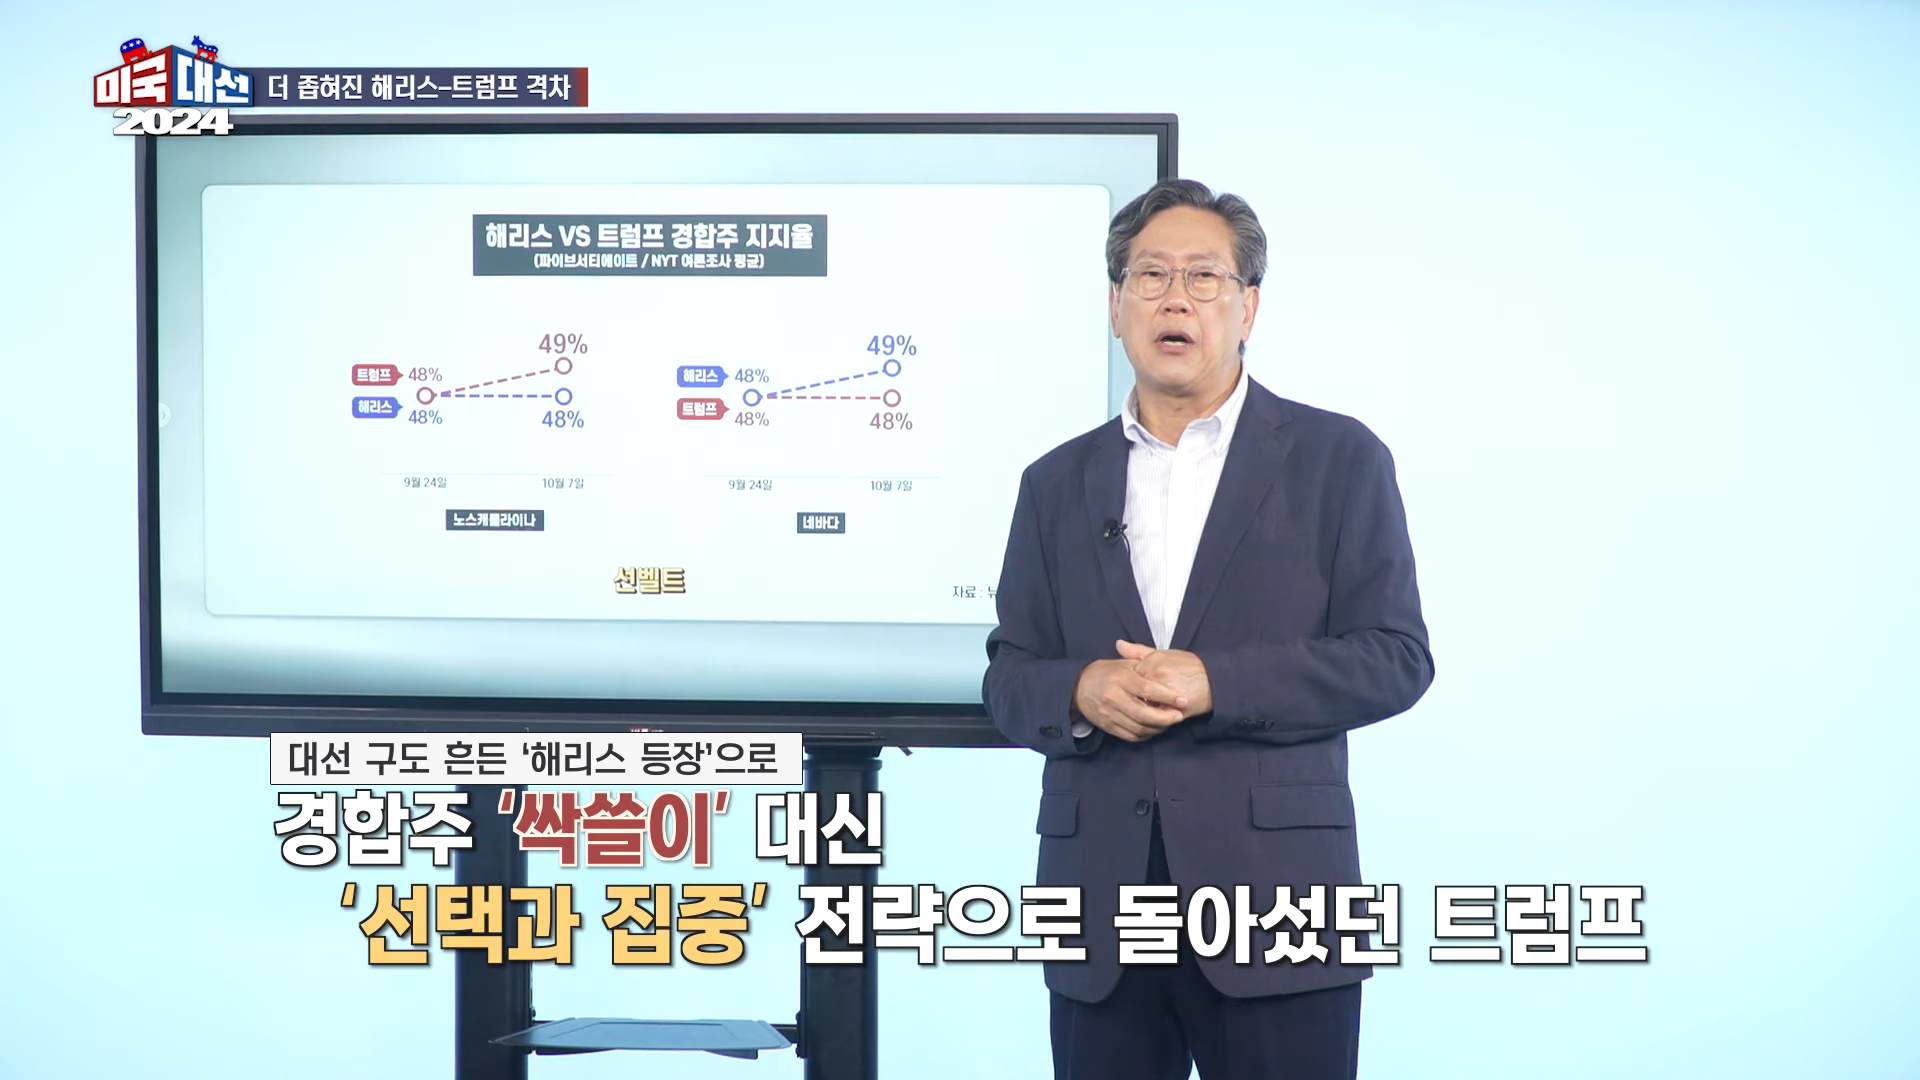 미국 대선
2024
더 좁혀진 해리스-트럼프 격차
해리스 VS 트럼프 경합주 지지율
(파이브서티에이트 / NYT 여론조사 평균)
트럼프 48%
해리스 48%
49%
48%
9월 24일 10월 7일
노스캐롤라이나
해리스 48%
트럼프 48%
49%
48%
9월 24일 10월 7일
네바다
선벨트
자료 :
대선 구도 흔든 ‘해리스 등장’으로
경합주 ‘싹쓸이’ 대신
‘선택과 집중’ 전략으로 돌아섰던 트럼프